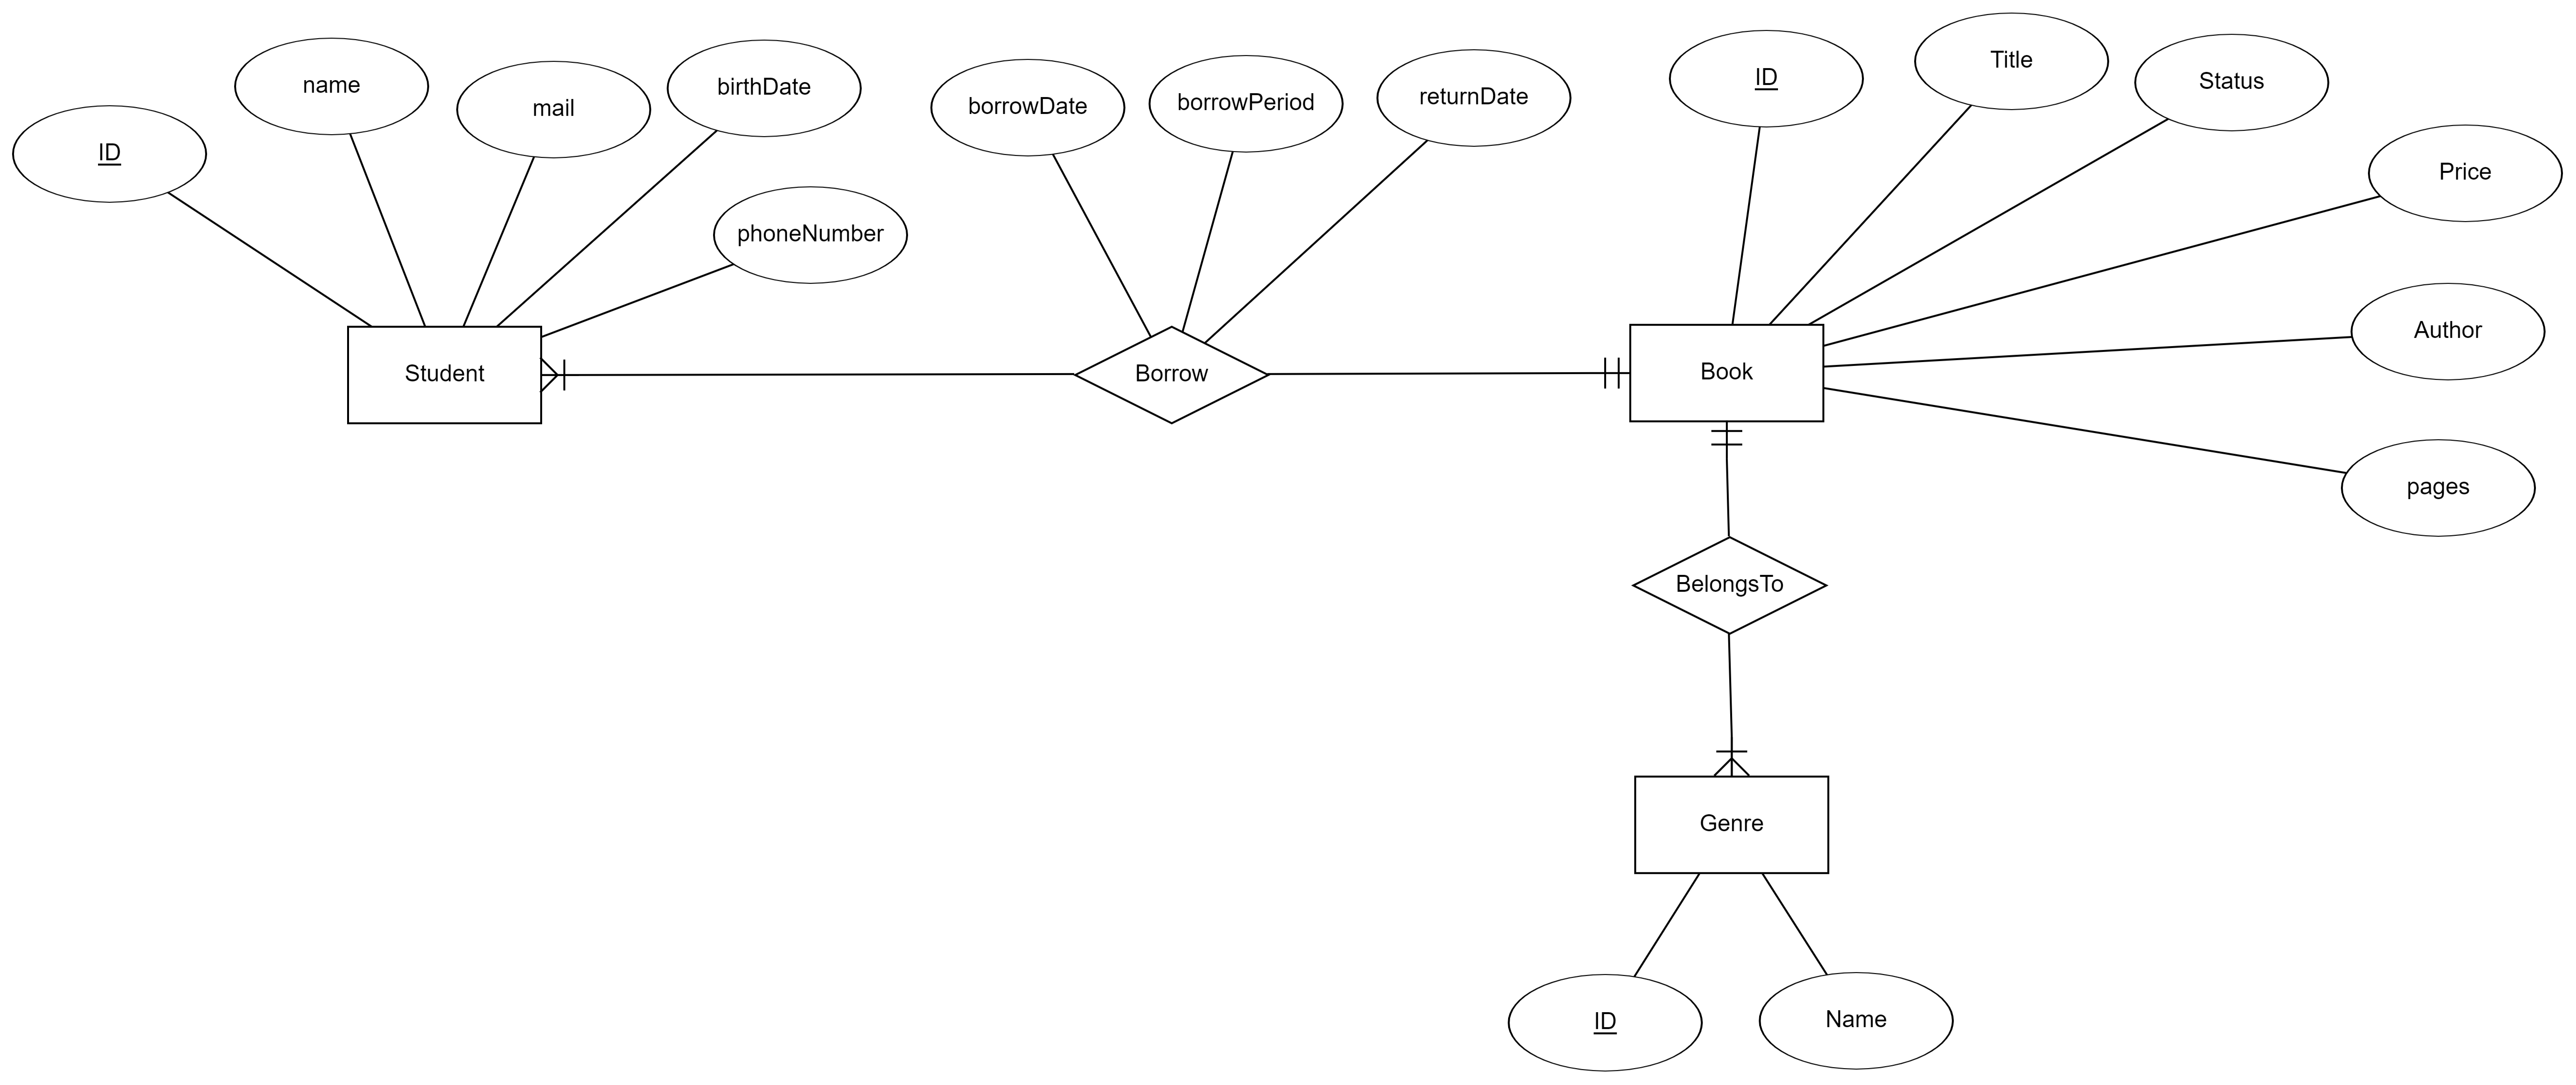 ID
name
mail
birthDate
phoneNumber
Student
borrowDate
borrowPeriod
returnDate
Borrow
ID
Title
Status
Price
Author
pages
Book
BelongsTo
Genre
ID
Name